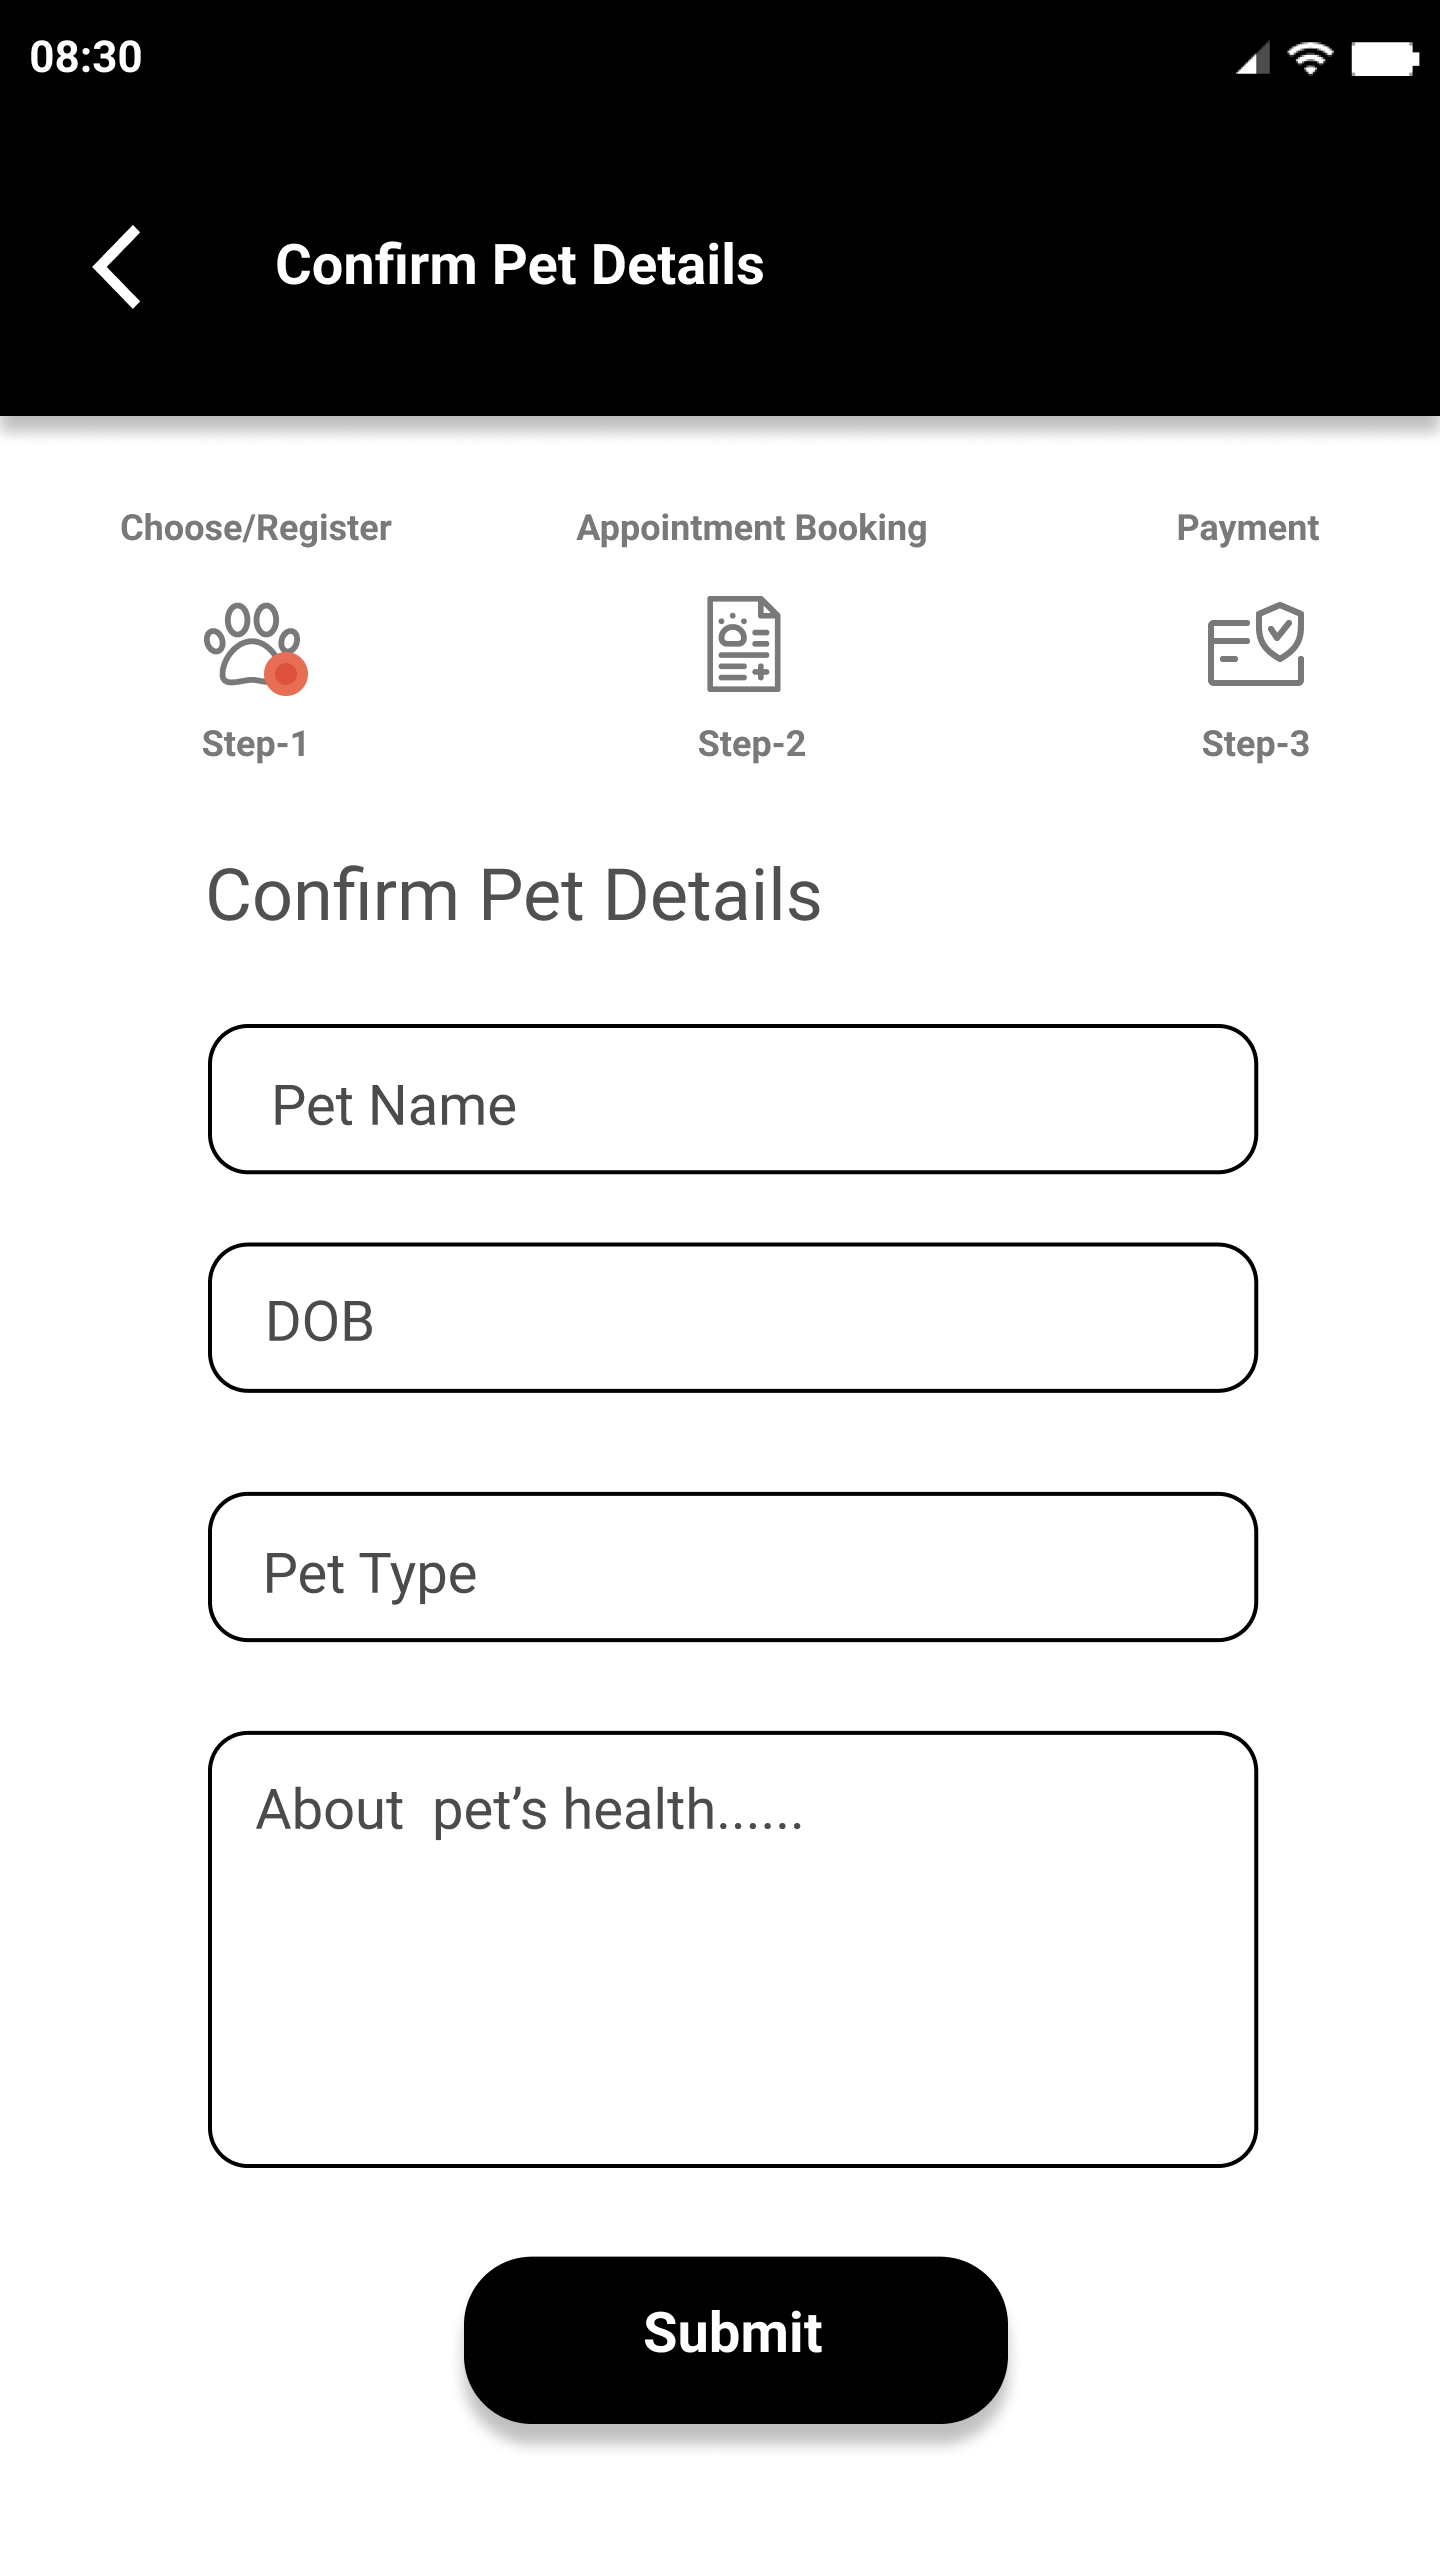 08:30
Confirm Pet Details
Choose/Register
Appointment Booking
Payment
Step-1
Step-2
Step-3
Confirm Pet Details
Pet Name
DOB
Pet Type
About  pet’s health......
Submit